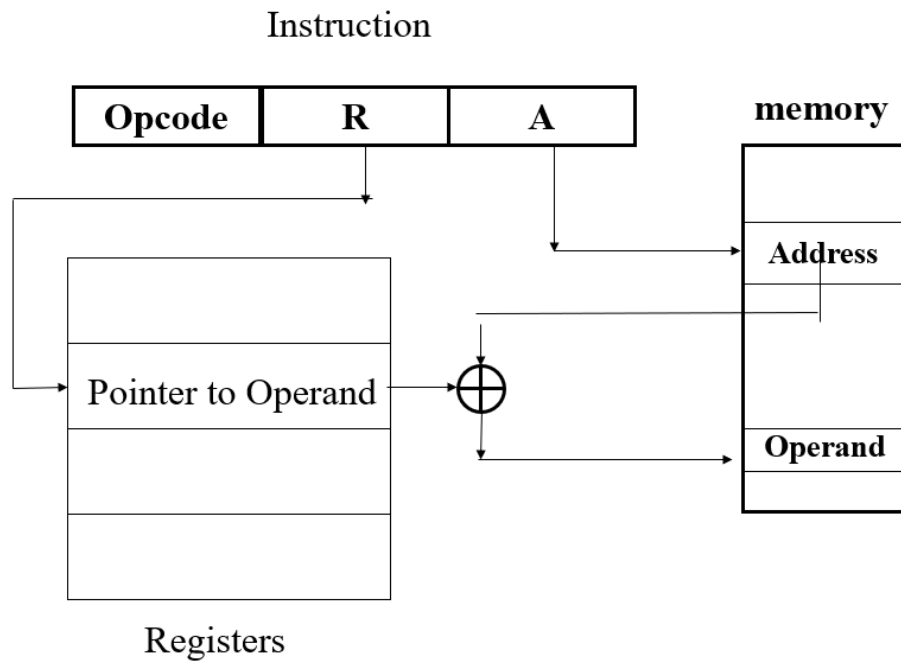 Instruction
Opcode R A
memory
Address
Pointer to Operand
Operand
Registers